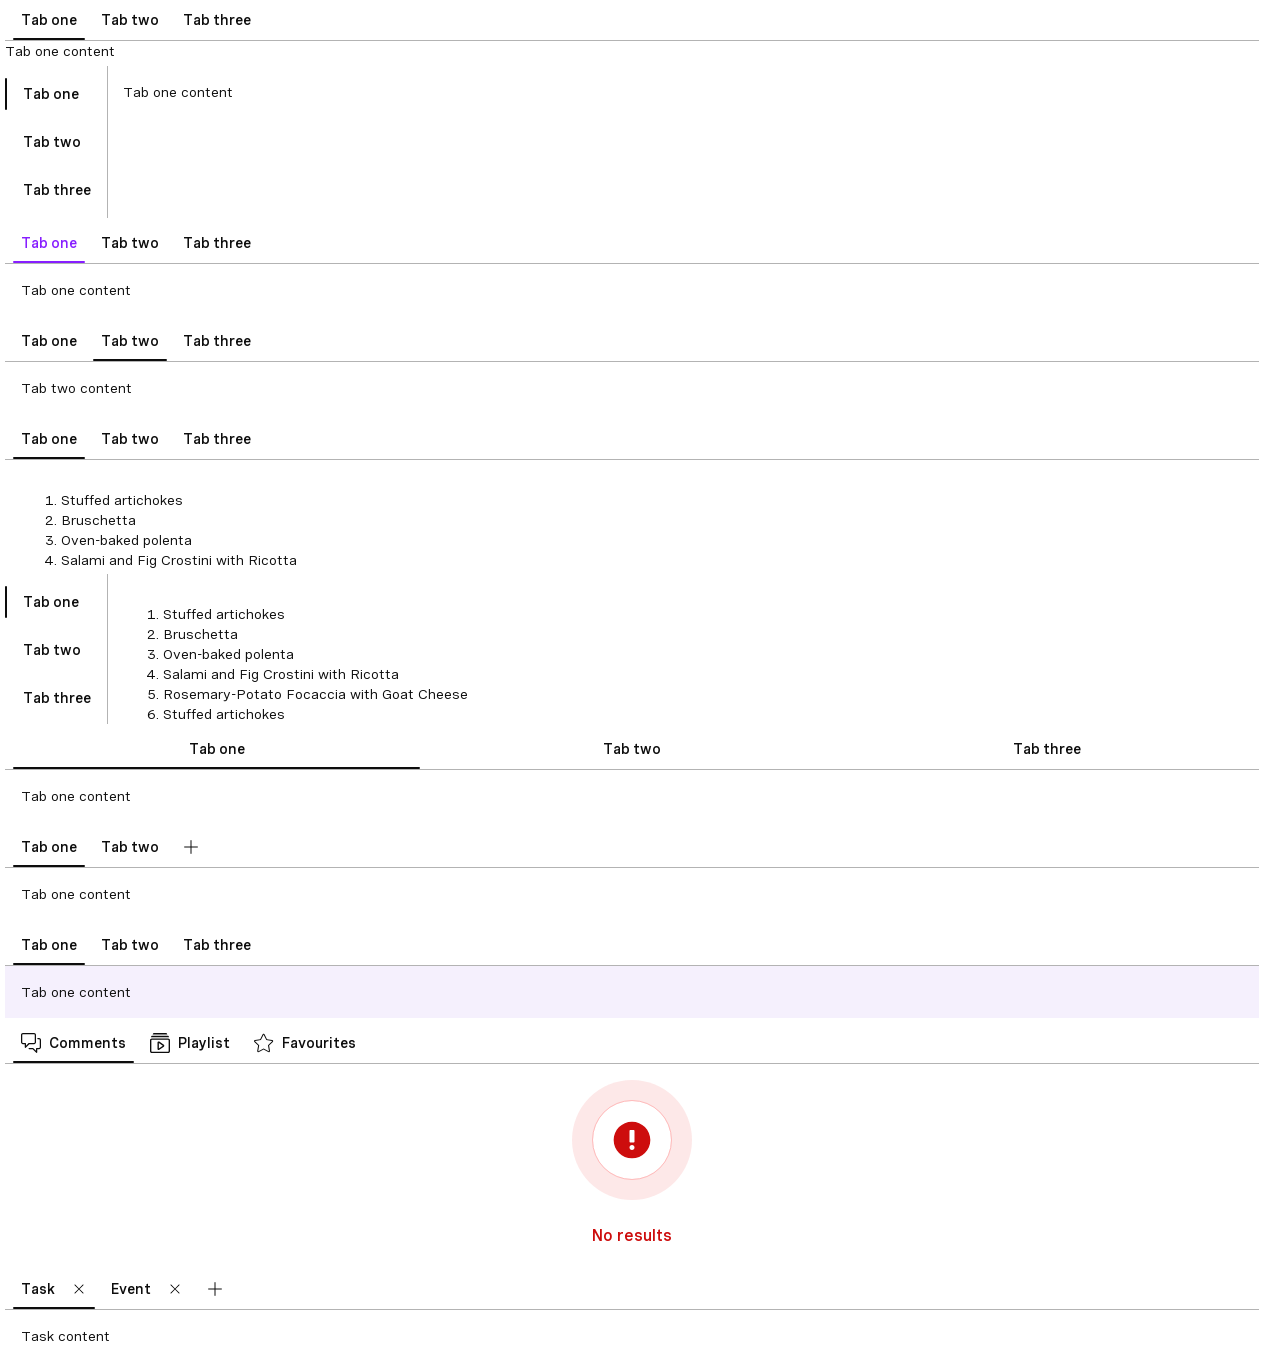 Tab one Tab two Tab three
Tab one content
Tab one
Tab one content
Tab two
Tab three
Tab one Tab two Tab three
Tab one content
Tab one Tab two Tab three
Tab two content
Tab one Tab two Tab three
1. Stuffed artichokes
2. Bruschetta
3. Oven-baked polenta
4. Salami and Fig Crostini with Ricotta
Tab one
Tab two
Tab three
1. Stuffed artichokes
2. Bruschetta
3. Oven-baked polenta
4. Salami and Fig Crostini with Ricotta
5. Rosemary-Potato Focaccia with Goat Cheese
6. Stuffed artichokes
Tab one Tab two Tab three
Tab one content
Tab one Tab two
Tab one content
Tab one Tab two Tab three
Tab one content
Comments Playlist Favourites
No results
Task Event
Task content